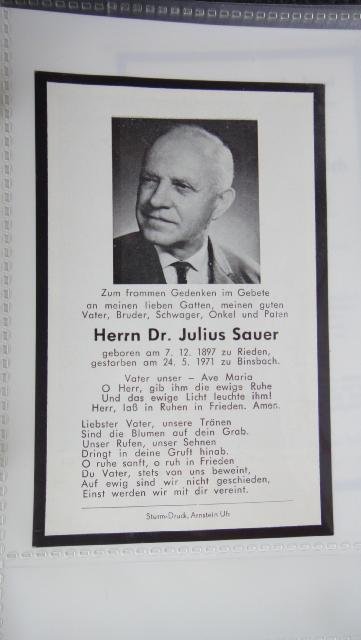 Zum frommen Gedenken im Gebete
an meinen lieben Gatten, meinen guten
Vater, Bruder, Schwager, Onkel und Paten
Herrn Dr. Julius Sauer
geboren am 7. 12. 1897 zu Rieden,
gestorben am 24. 5. 1971 zu Binsbach.
Vater unser – Ave Maria
O Herr, gib ihm die ewige Ruhe
Und das ewige Licht leuchte ihm!
Herr, laß in Ruhen in Frieden. Amen.
Liebster Vater, unsere Tränen
Sind die Blumen auf dein Grab.
Unser Rufen, unser Sehnen
Dringt in deine Gruft hinab.
O ruhe sanft, o ruh in Frieden
Du Vater, stets von uns beweint,
Auf ewig sind wir nicht geschieden,
Einst werden wir mit dir vereint.
Sturm-Druck, Arnstein Ufr